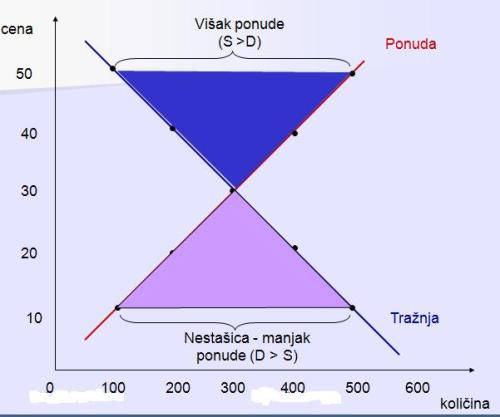 Višak ponude
(S >D)
cena
Ponuda
50
40
30
20
10
Tražnja
Nestašica - manjak
ponude (D > S)
0 100 200 300 400 500 600
količina